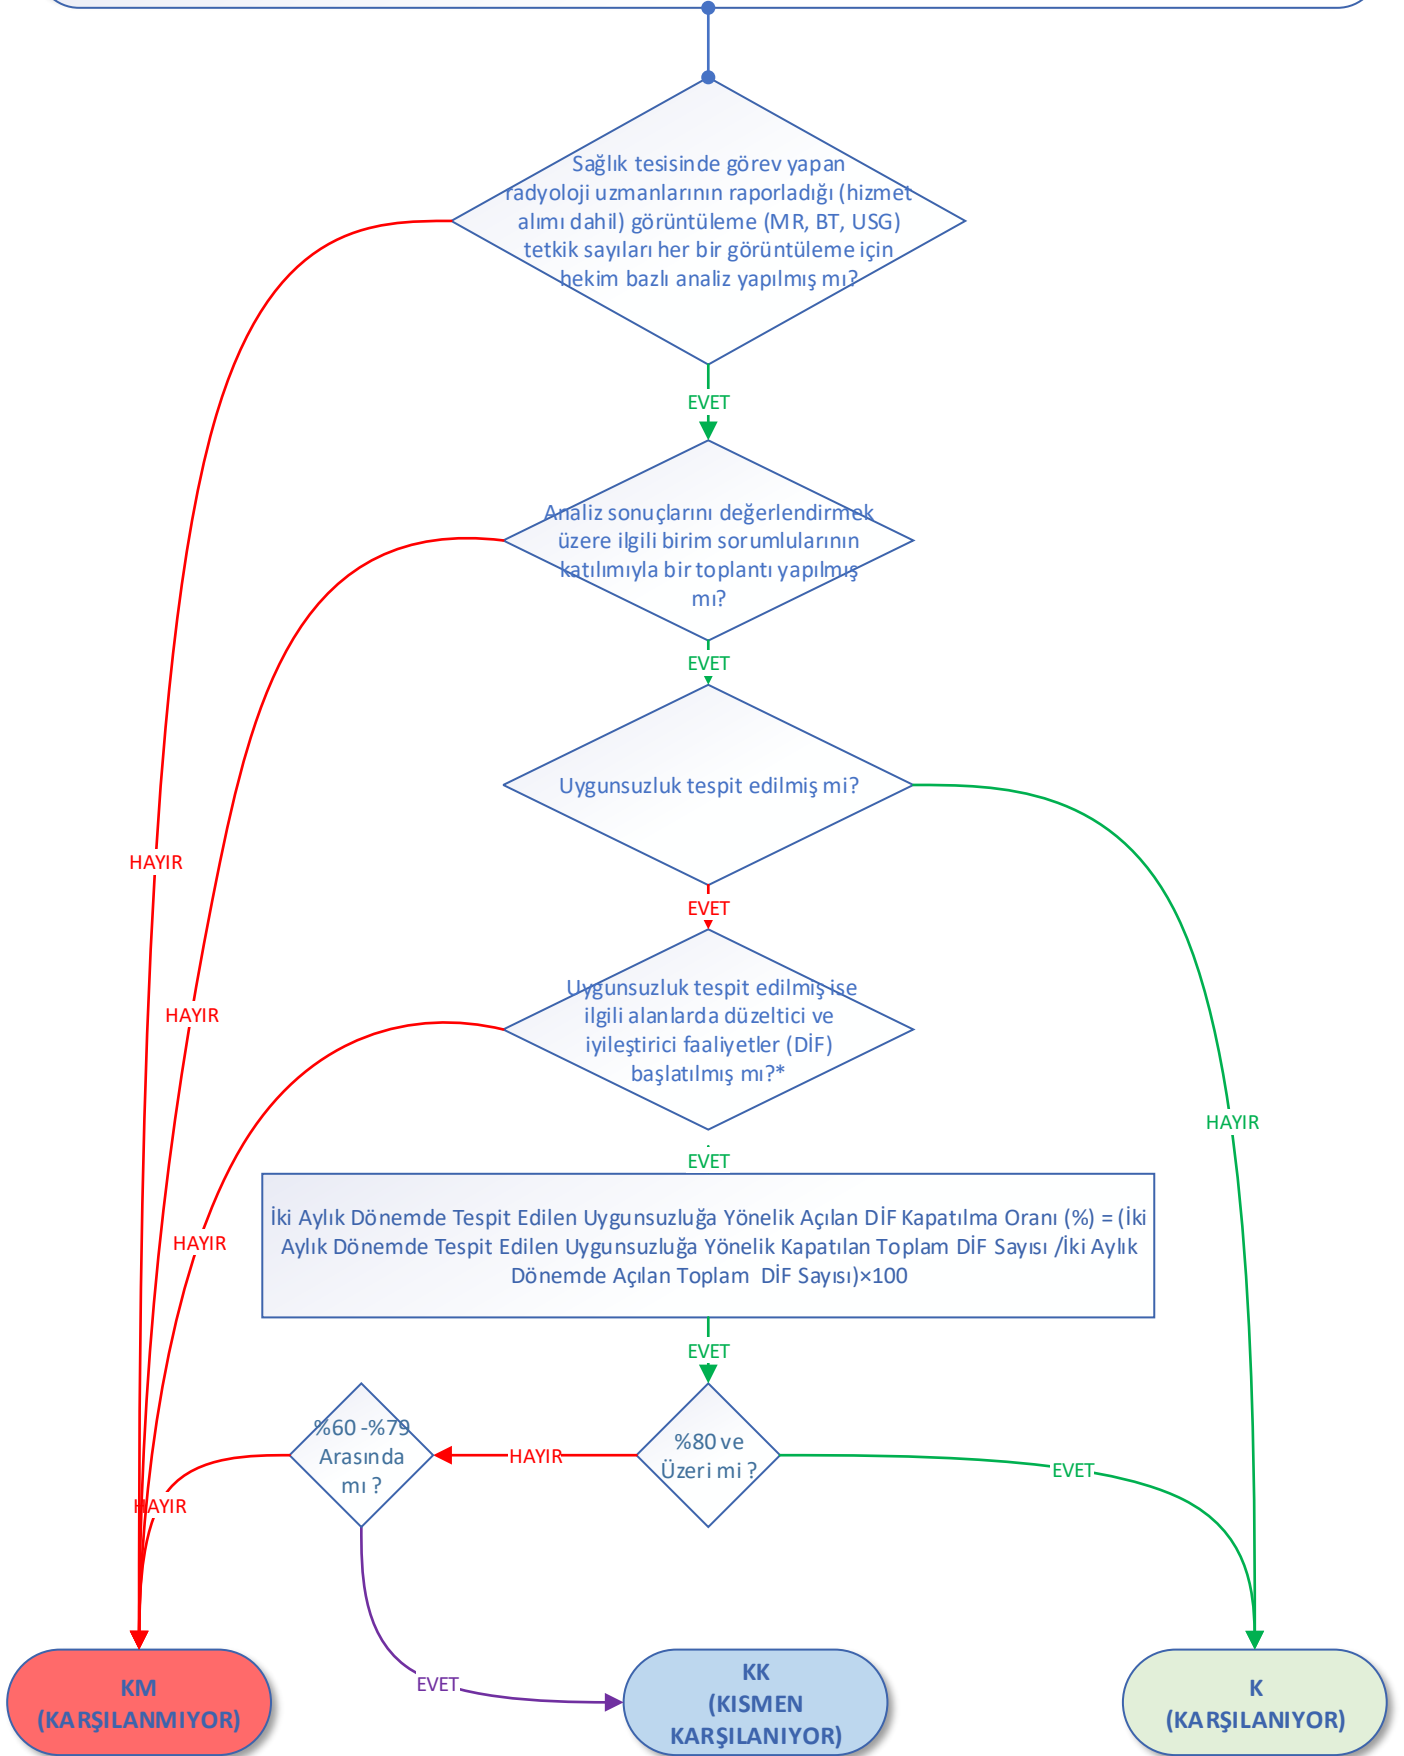 Sağlık tesisinde görev yapan
radyoloji uzmanlarının raporladığı (hizmet
alımı dahil) görüntüleme (MR, BT, USG)
tetkik sayıları her bir görüntüleme için
hekim bazlı analiz yapılmış mı?
EVET
Analiz sonuçlarını değerlendirmek
üzere ilgili birim sorumlularının
katılımıyla bir toplantı yapılmış
mı?
EVET
Uygunsuzluk tespit edilmiş mi?
HAYIR
EVET
Uygunsuzluk tespit edilmiş ise
ilgili alanlarda düzeltici ve
iyileştirici faaliyetler (DİF)
başlatılmış mı?*
HAYIR
HAYIR
EVET
HAYIR
İki Aylık Dönemde Tespit Edilen Uygunsuzluğa Yönelik Açılan DİF Kapatılma Oranı (%) = (İki
Aylık Dönemde Tespit Edilen Uygunsuzluğa Yönelik Kapatılan Toplam DİF Sayısı /İki Aylık
Dönemde Açılan Toplam DİF Sayısı)×100
EVET
%60 -%79
Arasında
mı ?
HAYIR
%80 ve
Üzeri mi ?
EVET
HAYIR
EVET
KM
(KARŞILANMIYOR)
KK
(KISMEN
KARŞILANIYOR)
K
(KARŞILANIYOR)